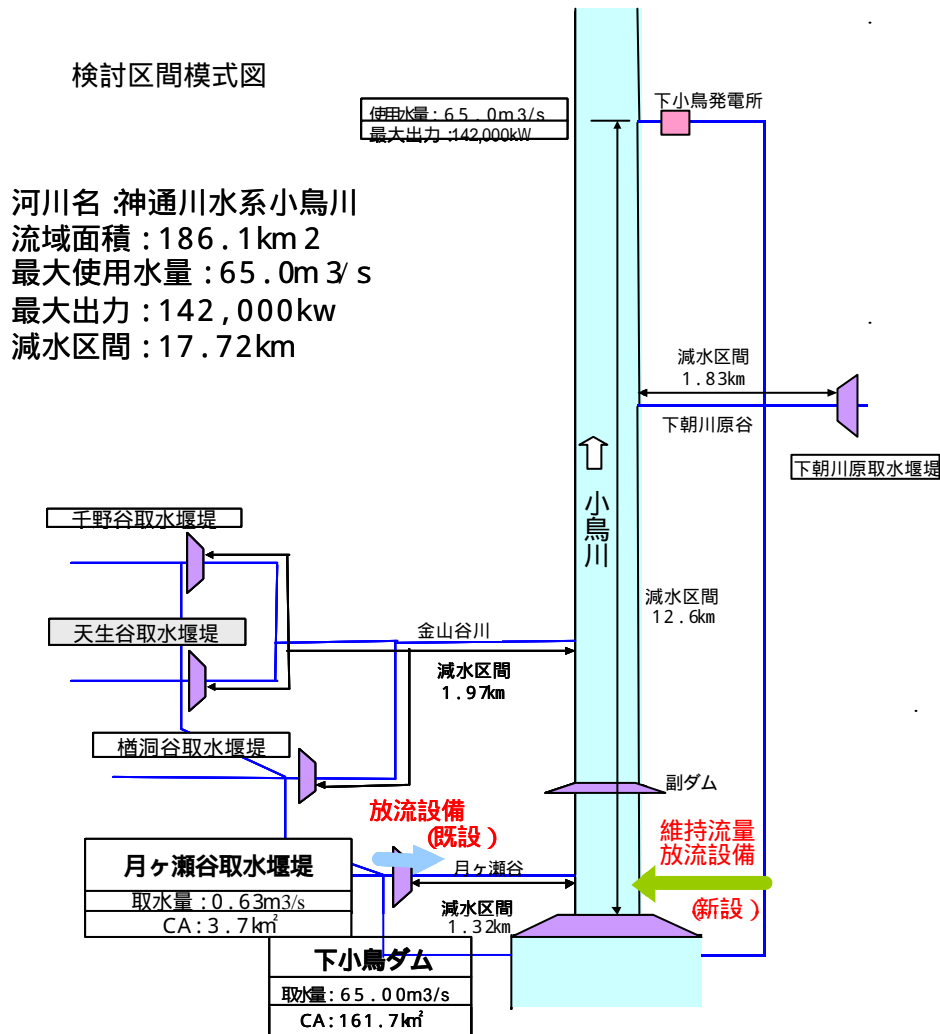 検討区間模式図
使用水量:65.0m3/s
最大出力:142,000kW
下小鳥発電所
河川名:神通川水系小鳥川
流域面積:186.1km2
最大使用水量:65.0m3/s
最大出力:142,000kw
減水区間:17.72km
減水区間
1.83km
下朝川原谷
下朝川原取水堰堤
小鳥川
千野谷取水堰堤
減水区間
12.6km
天生谷取水堰堤
金山谷川
減水区間
1.97km
楢洞谷取水堰堤
副ダム
放流設備
(既設)
維持流量
放流設備
(新設)
月ヶ瀬谷取水堰堤
取水量:0.63m3/s
CA:3.7km²
月ヶ瀬谷
減水区間
1.32km
下小鳥ダム
取水量:65.00m3/s
CA:161.7km²